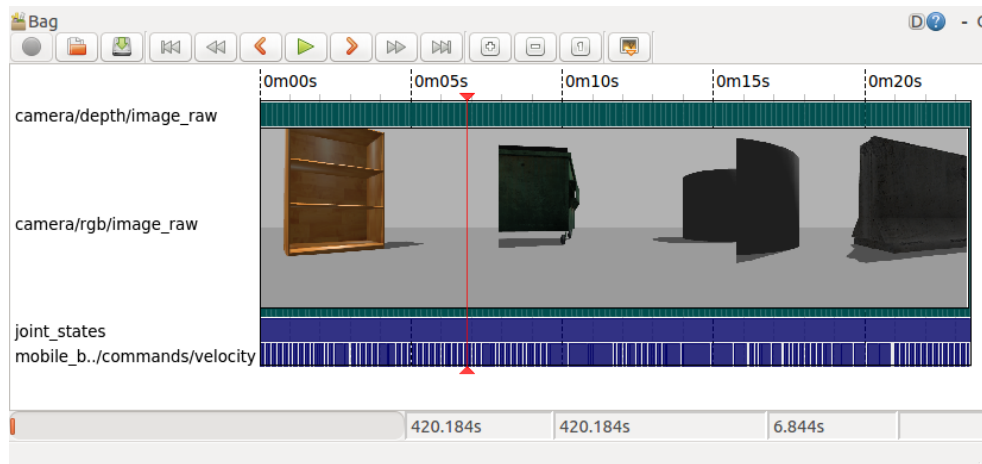 Bag
D ? - 
0m00s 0m05s 0m10s 0m15s 0m20s
camera/depth/image_raw
camera/rgb/image_raw
joint_states
mobile_b../commands/velocity
420.184s 420.184s 6.844s